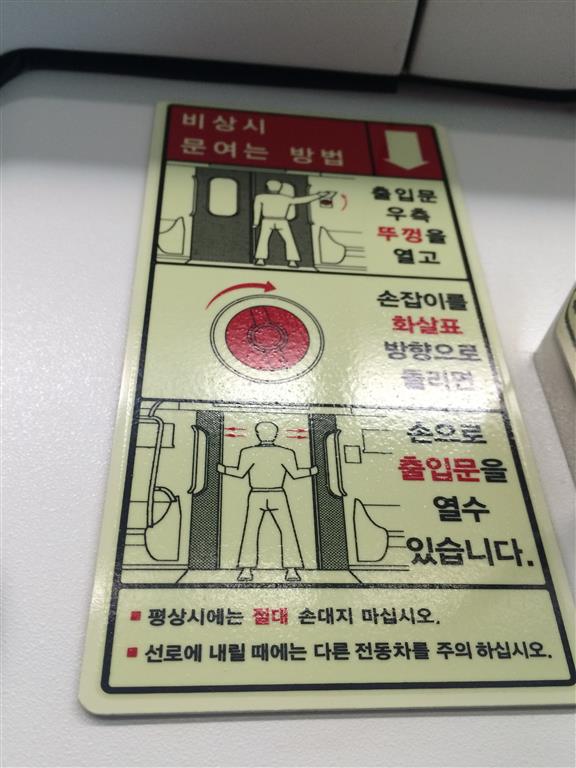 비상시
문여는 방법
출입문
우측
뚜껑을
열고
손잡이를
화살표
방향으로
돌리면
손으로
출입문을
열수
있습니다.
평상시에는 절대 손대지 마십시오.
선로에 내릴 때에는 다른 전동차를 주의 하십시오.